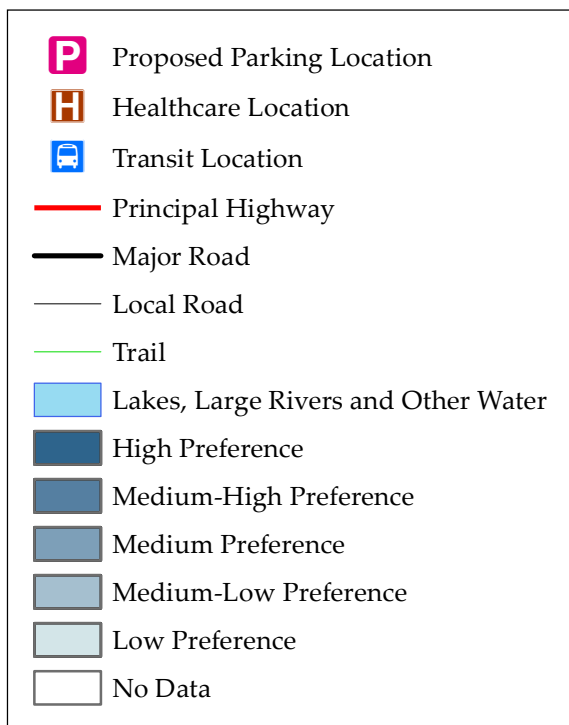 P Proposed Parking Location
H Healthcare Location
Transit Location
Principal Highway
Major Road
Local Road
Trail
Lakes, Large Rivers and Other Water
High Preference
Medium-High Preference
Medium Preference
Medium-Low Preference
Low Preference
No Data